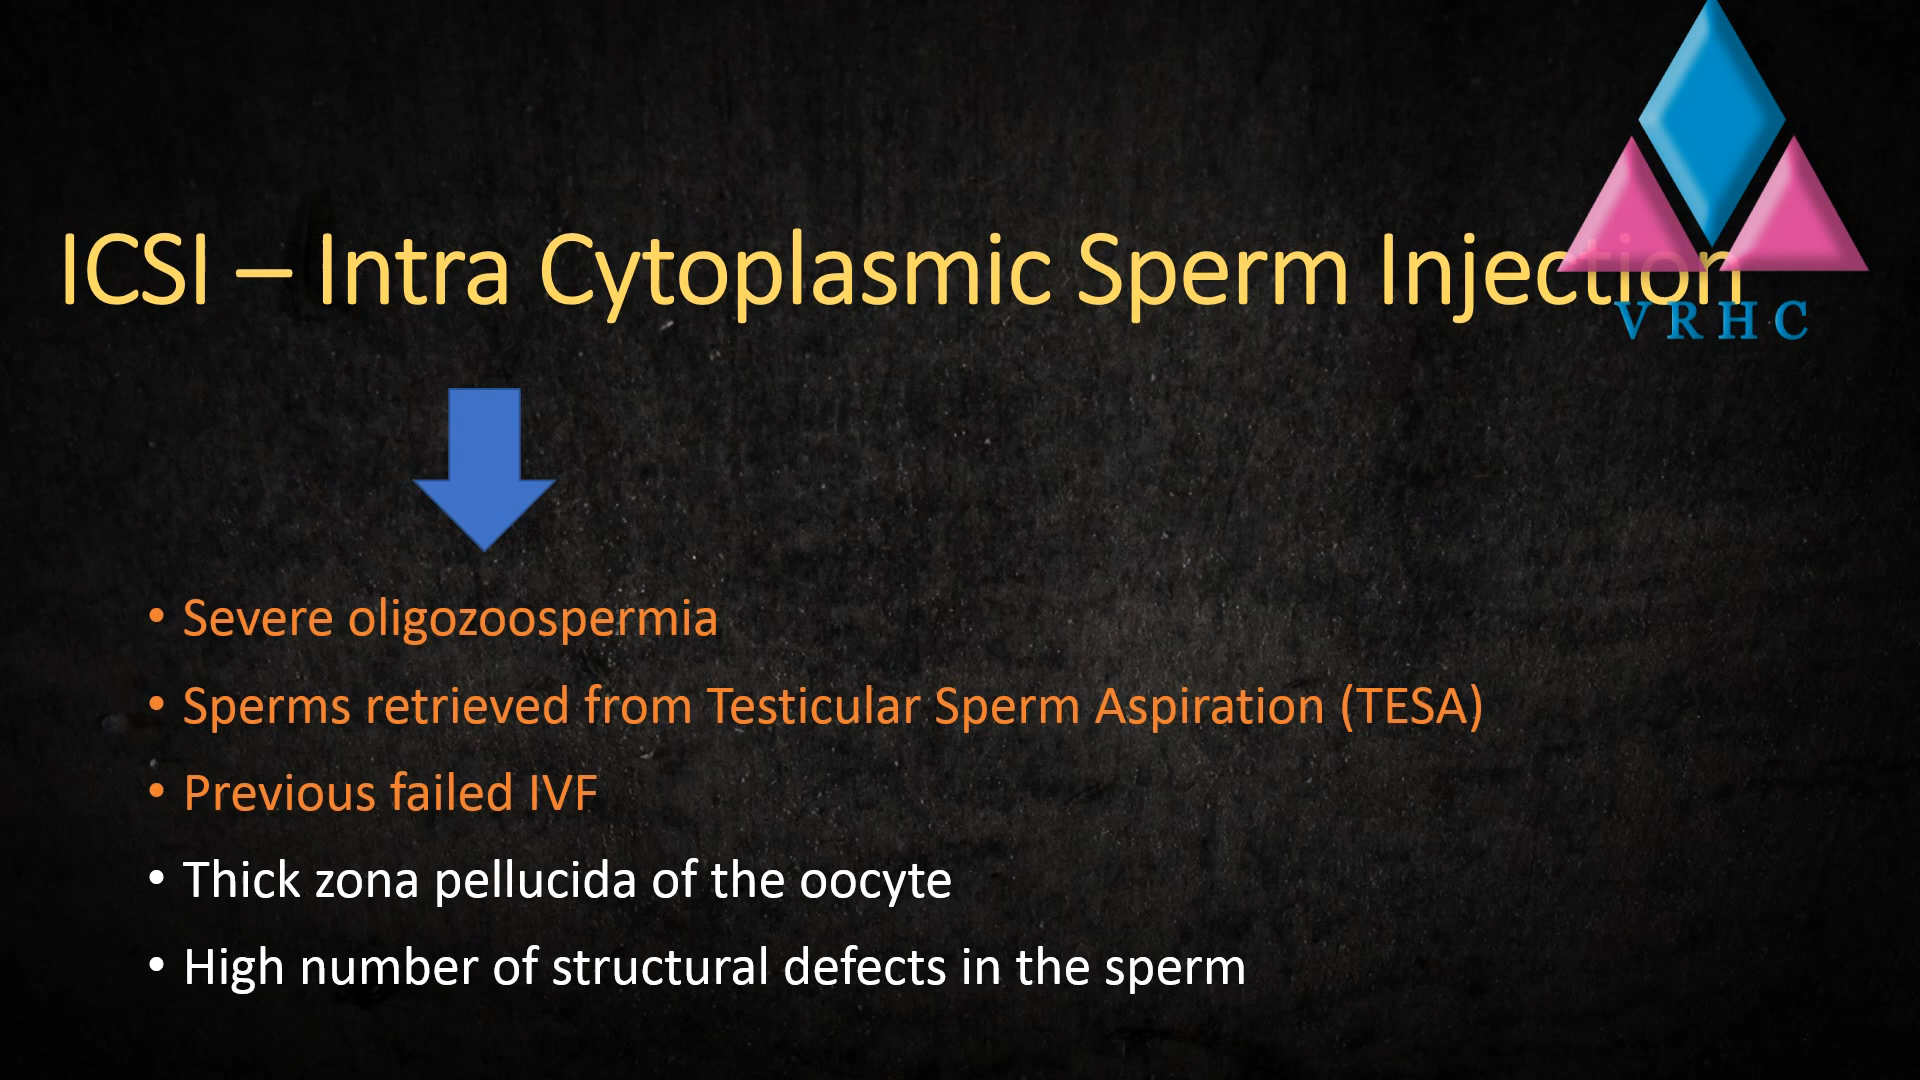 ICSI – Intra Cytoplasmic Sperm Injection
VRHC
• Severe oligozoospermia
• Sperms retrieved from Testicular Sperm Aspiration (TESA)
• Previous failed IVF
• Thick zona pellucida of the oocyte
• High number of structural defects in the sperm